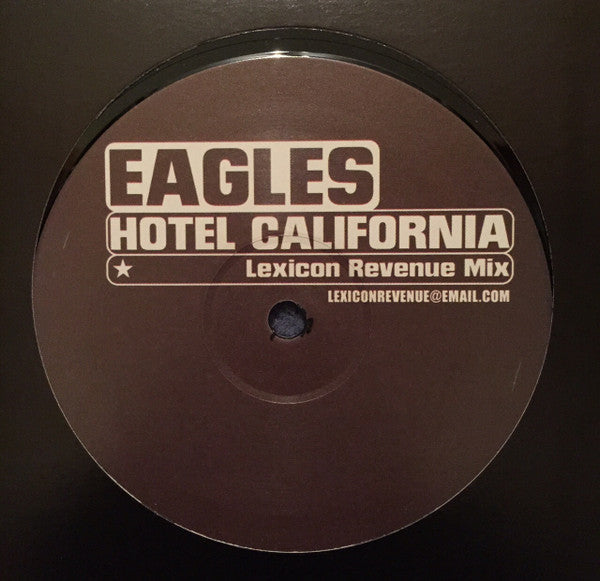 EAGLES
HOTEL CALIFORNIA
★ Lexicon Revenue Mix
LEXICONREVENUE@EMAIL.COM